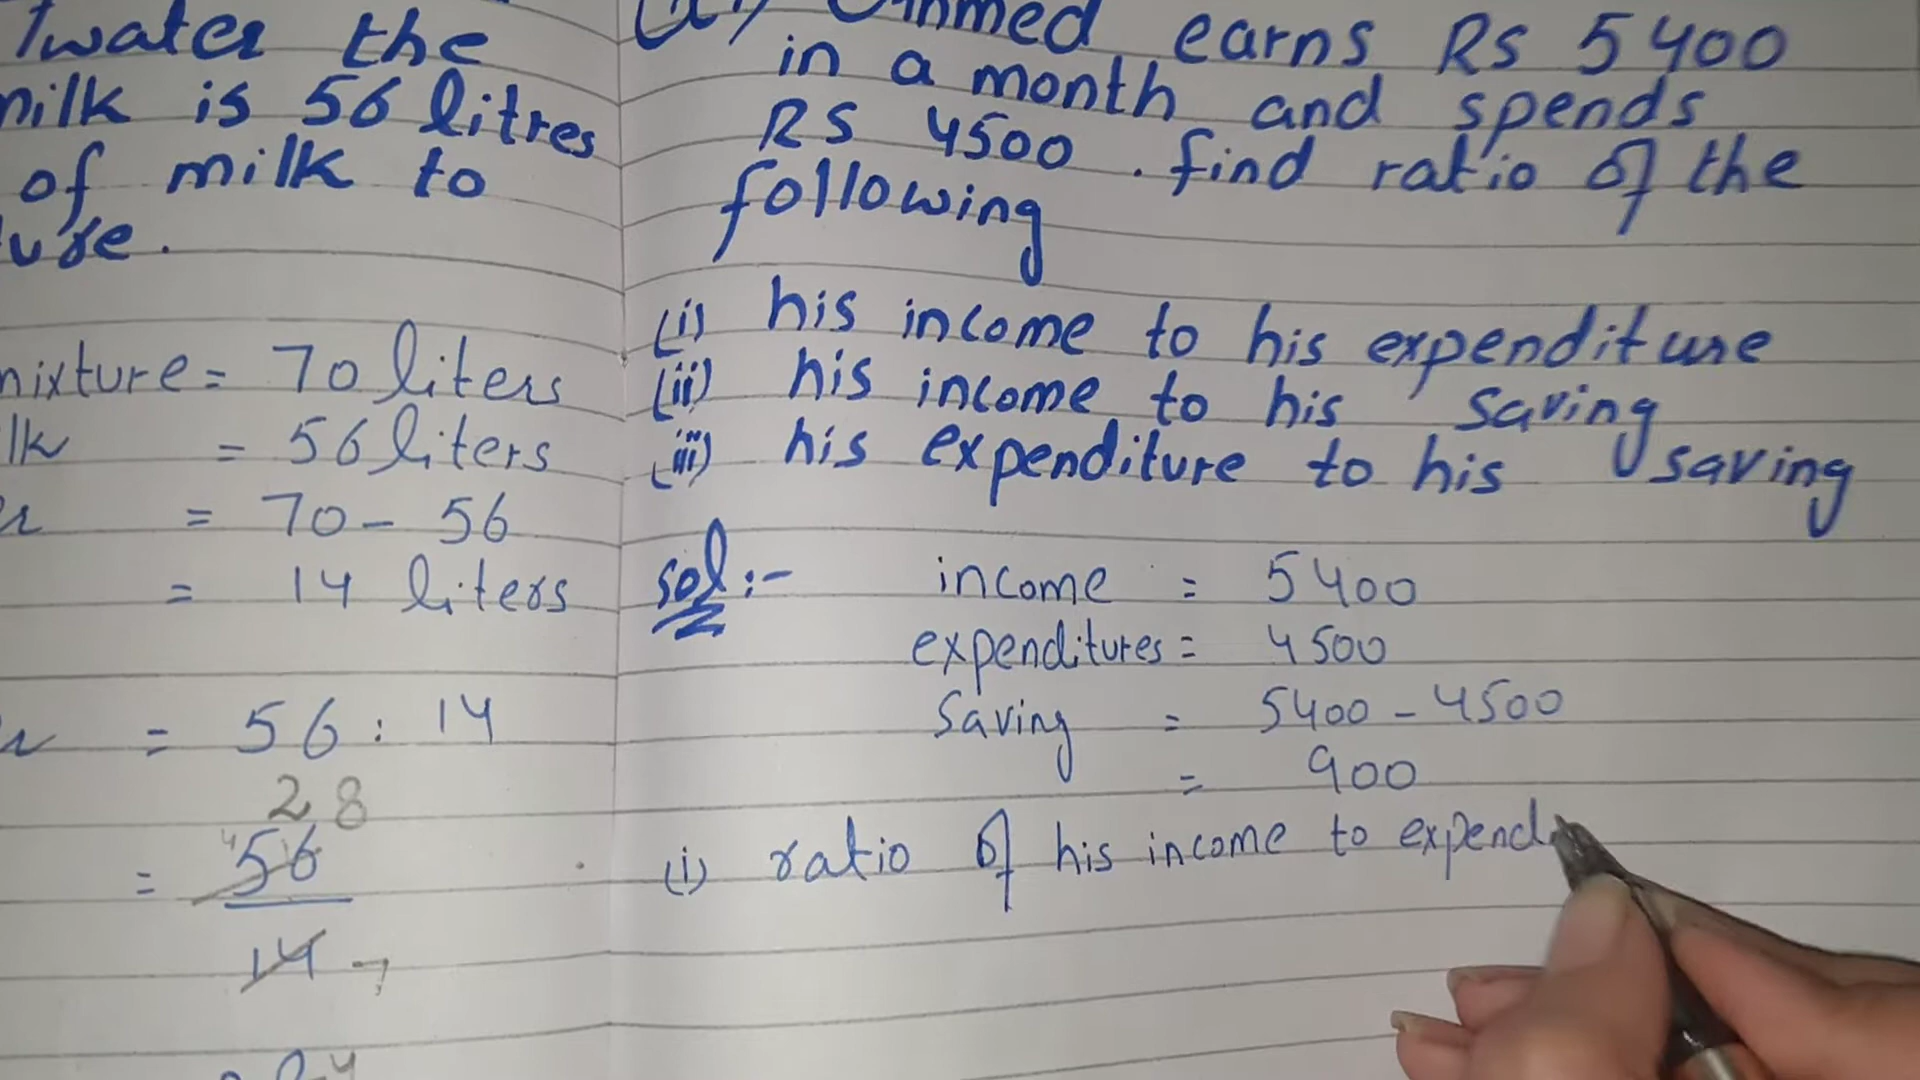 water the
milk is 56 litres
of milk to
mixture = 70 liters
lk = 56 liters
= 70 - 56
= 14 liters
= 56 : 14
28
4
= 56
14 7
earns Rs 5400
in a month and spends
RS 4500 . find ratio of the
following
(i) his income to his expenditure
(ii) his income to his saving
(iii) his expenditure to his saving
sol:- income = 5400
expenditures = 4500
Saving = 5400 - 4500
= 900
(i) ratio of his income to expend